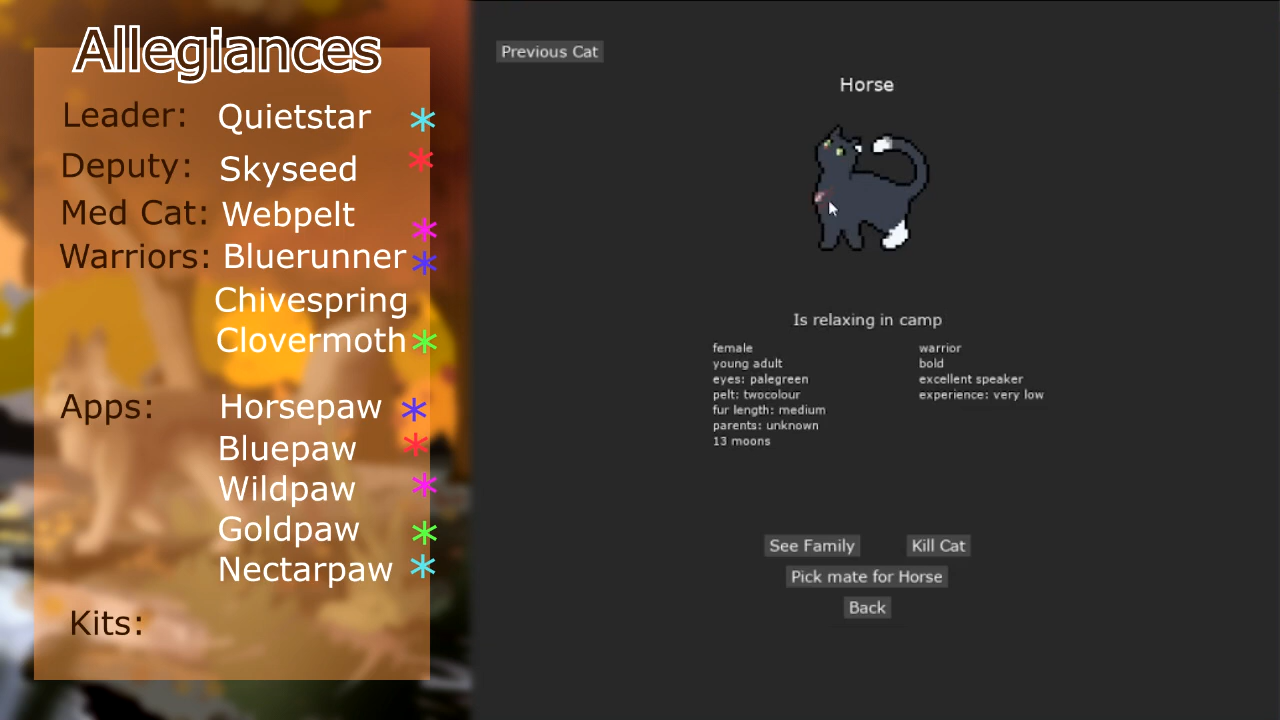 Allegiances
Leader: Quietstar *
Deputy: Skyseed *
Med Cat: Webpelt *
Warriors: Bluerunner *
Chivespring
Clovermoth *
Apps: Horsepaw *
Bluepaw *
Wildpaw *
Goldpaw *
Nectarpaw *
Kits:
Previous Cat
Horse
Is relaxing in camp
female
young adult
eyes: palegreen
pelt: twocolour
fur length: medium
parents: unknown
13 moons
warrior
bold
excellent speaker
experience: very low
See Family
Kill Cat
Pick mate for Horse
Back